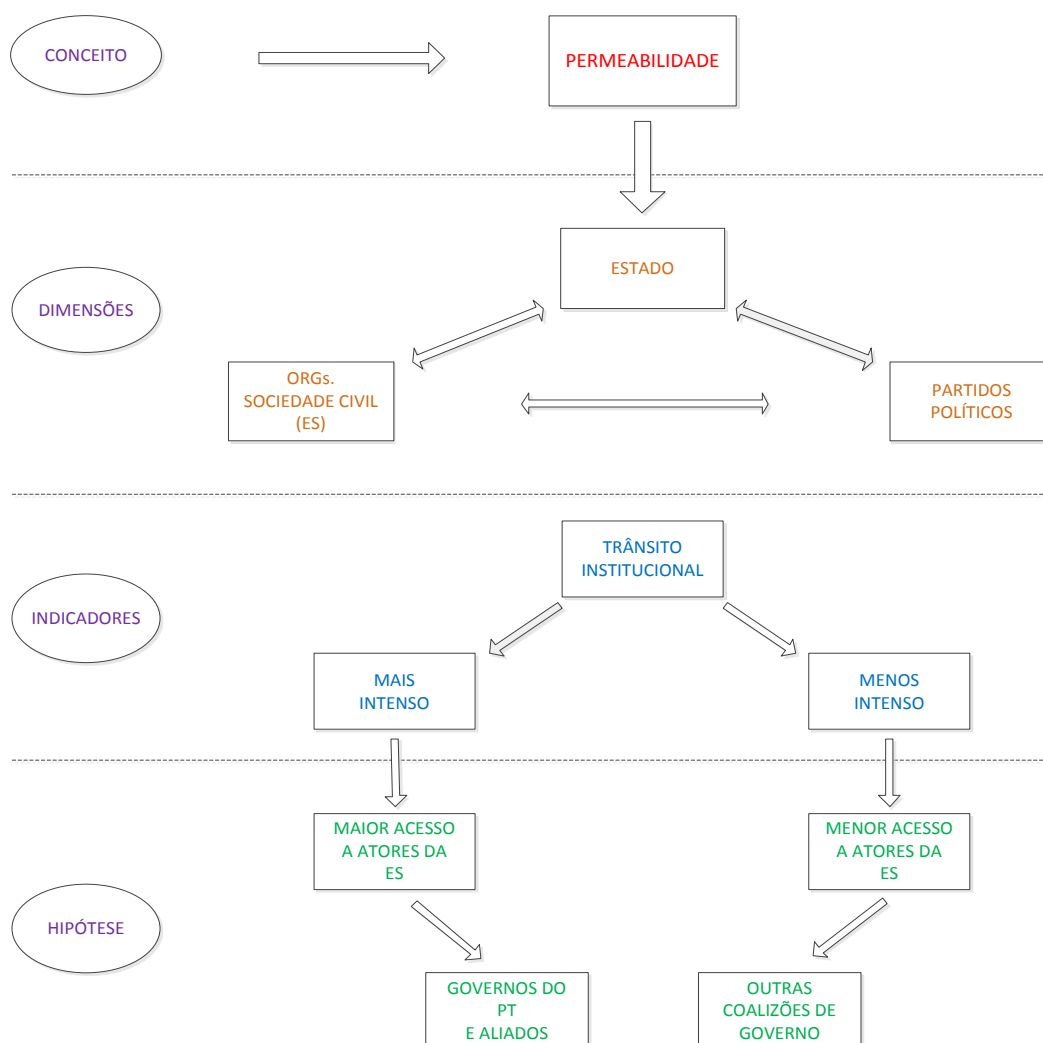 CONCEITO
PERMEABILIDADE
ESTADO
DIMENSÕES
ORGs.
SOCIEDADE CIVIL
(ES)
PARTIDOS
POLÍTICOS
TRÂNSITO
INSTITUCIONAL
INDICADORES
MAIS
INTENSO
MENOS
INTENSO
MAIOR ACESSO
A ATORES DA
ES
MENOR ACESSO
A ATORES DA
ES
HIPÓTESE
GOVERNOS DO
PT
E ALIADOS
OUTRAS
COALIZÕES DE
GOVERNO